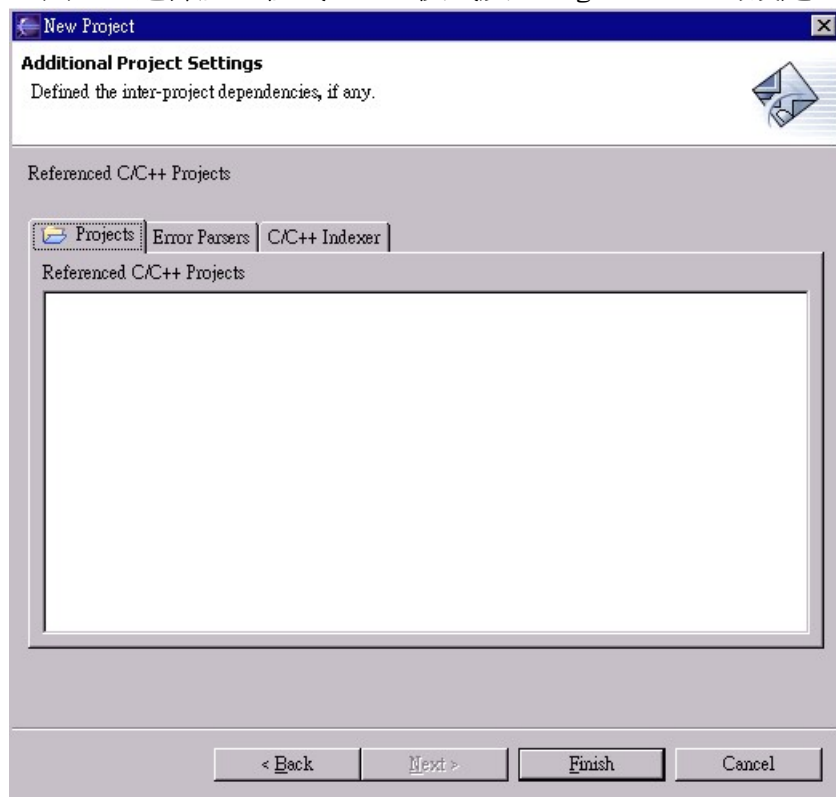 New Project
Additional Project Settings
Defined the inter-project dependencies, if any.
Referenced C/C++ Projects
Projects Error Parsers C/C++ Indexer
Referenced C/C++ Projects
< Back Next > Finish Cancel